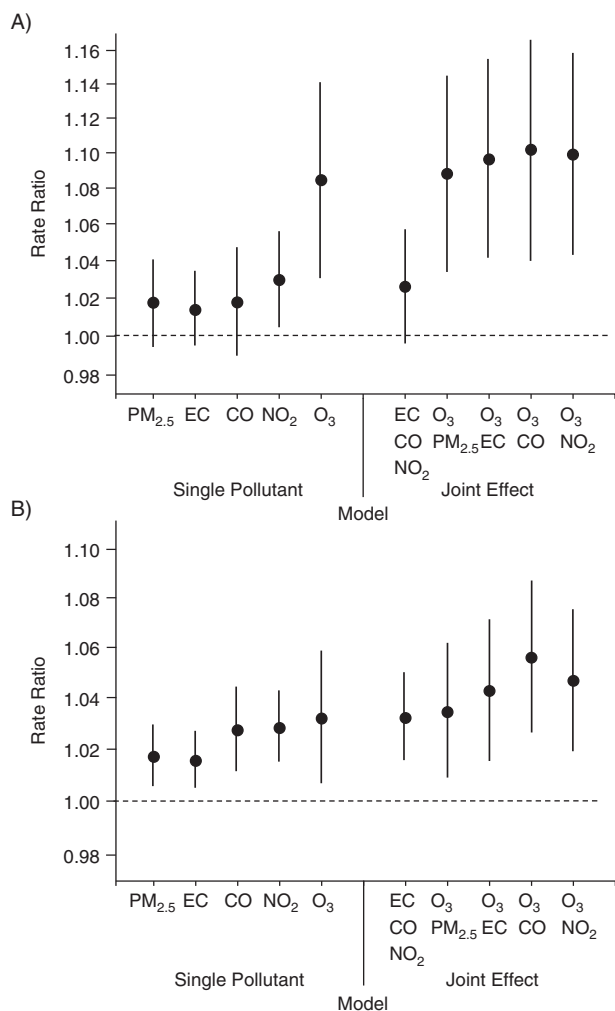 A)
Rate Ratio
1.16
1.14
1.12
1.10
1.08
1.06
1.04
1.02
1.00
0.98
PM2.5 EC CO NO2 O3 EC O3 O3 O3 O3
CO PM2.5 EC CO NO2
NO2
Single Pollutant Joint Effect
Model
B)
Rate Ratio
1.10
1.08
1.06
1.04
1.02
1.00
0.98
PM2.5 EC CO NO2 O3 EC O3 O3 O3 O3
CO PM2.5 EC CO NO2
NO2
Single Pollutant Joint Effect
Model